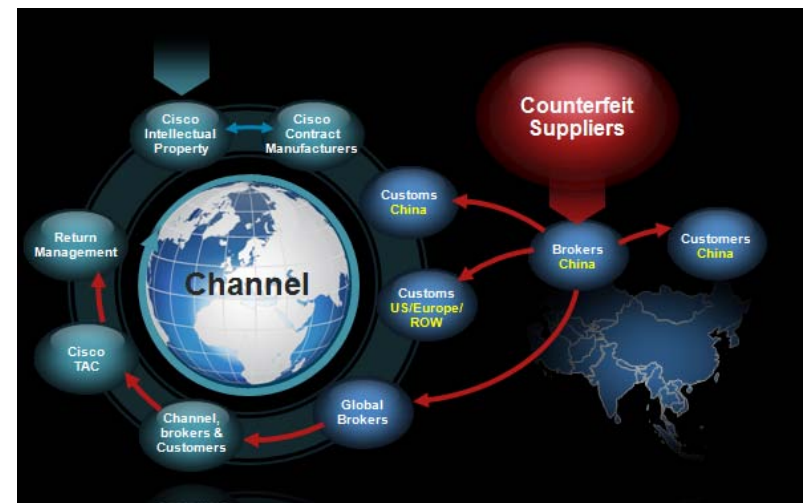 Cisco
Intellectual
Property
Cisco
Contract
Manufacturers
Counterfeit
Suppliers
Customs
China
Return
Management
Brokers
China
Customers
China
Channel
Customs
US/Europe/
ROW
Cisco
TAC
Global
Brokers
Channel,
brokers &
Customers